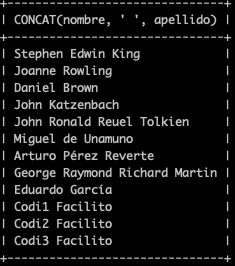 +-----------------------------+
| CONCAT(nombre, ' ', apellido) |
+-----------------------------+
| Stephen Edwin King |
| Joanne Rowling |
| Daniel Brown |
| John Katzenbach |
| John Ronald Reuel Tolkien |
| Miguel de Unamuno |
| Arturo Pérez Reverte |
| George Raymond Richard Martin |
| Eduardo García |
| Codi1 Facilito |
| Codi2 Facilito |
| Codi3 Facilito |
+-----------------------------+